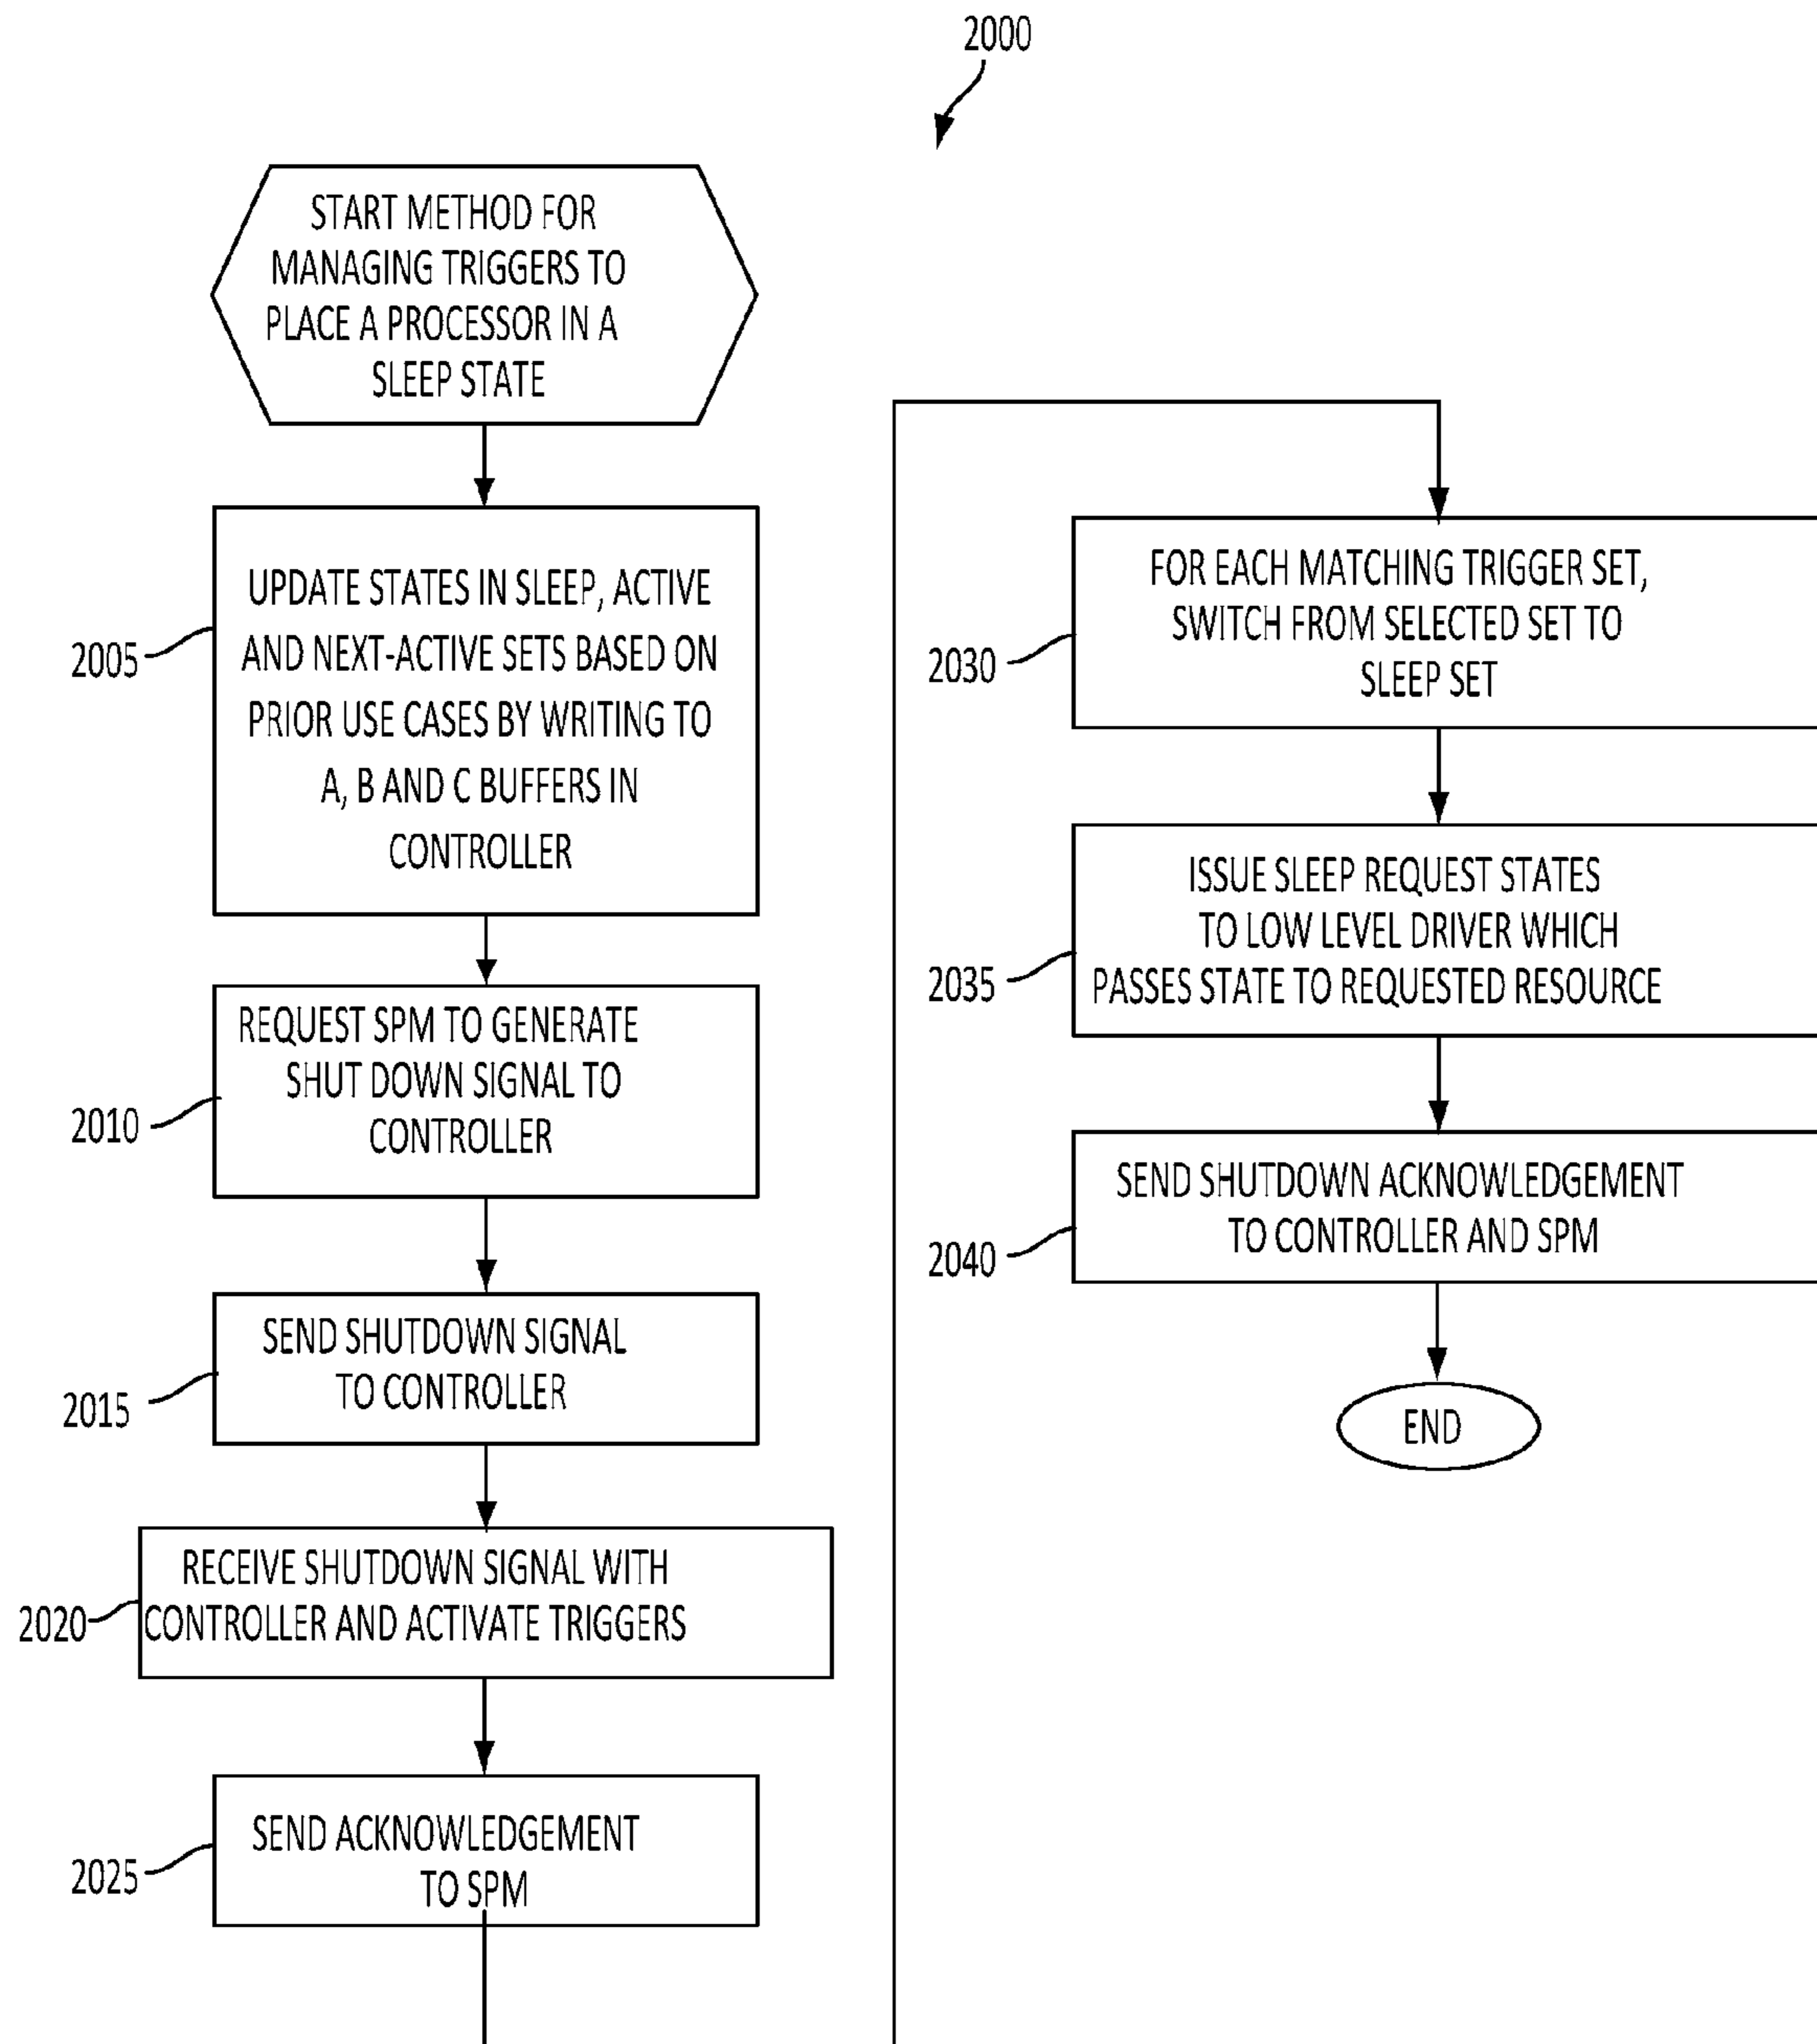 2000
START METHOD FOR
MANAGING TRIGGERS TO
PLACE A PROCESSOR IN A
SLEEP STATE
2005
UPDATE STATES IN SLEEP, ACTIVE
AND NEXT-ACTIVE SETS BASED ON
PRIOR USE CASES BY WRITING TO
A, B AND C BUFFERS IN
CONTROLLER
2010
REQUEST SPM TO GENERATE
SHUT DOWN SIGNAL TO
CONTROLLER
2015
SEND SHUTDOWN SIGNAL
TO CONTROLLER
2020
RECEIVE SHUTDOWN SIGNAL WITH
CONTROLLER AND ACTIVATE TRIGGERS
2025
SEND ACKNOWLEDGEMENT
TO SPM
2030
FOR EACH MATCHING TRIGGER SET,
SWITCH FROM SELECTED SET TO
SLEEP SET
2035
ISSUE SLEEP REQUEST STATES
TO LOW LEVEL DRIVER WHICH
PASSES STATE TO REQUESTED RESOURCE
2040
SEND SHUTDOWN ACKNOWLEDGEMENT
TO CONTROLLER AND SPM
END